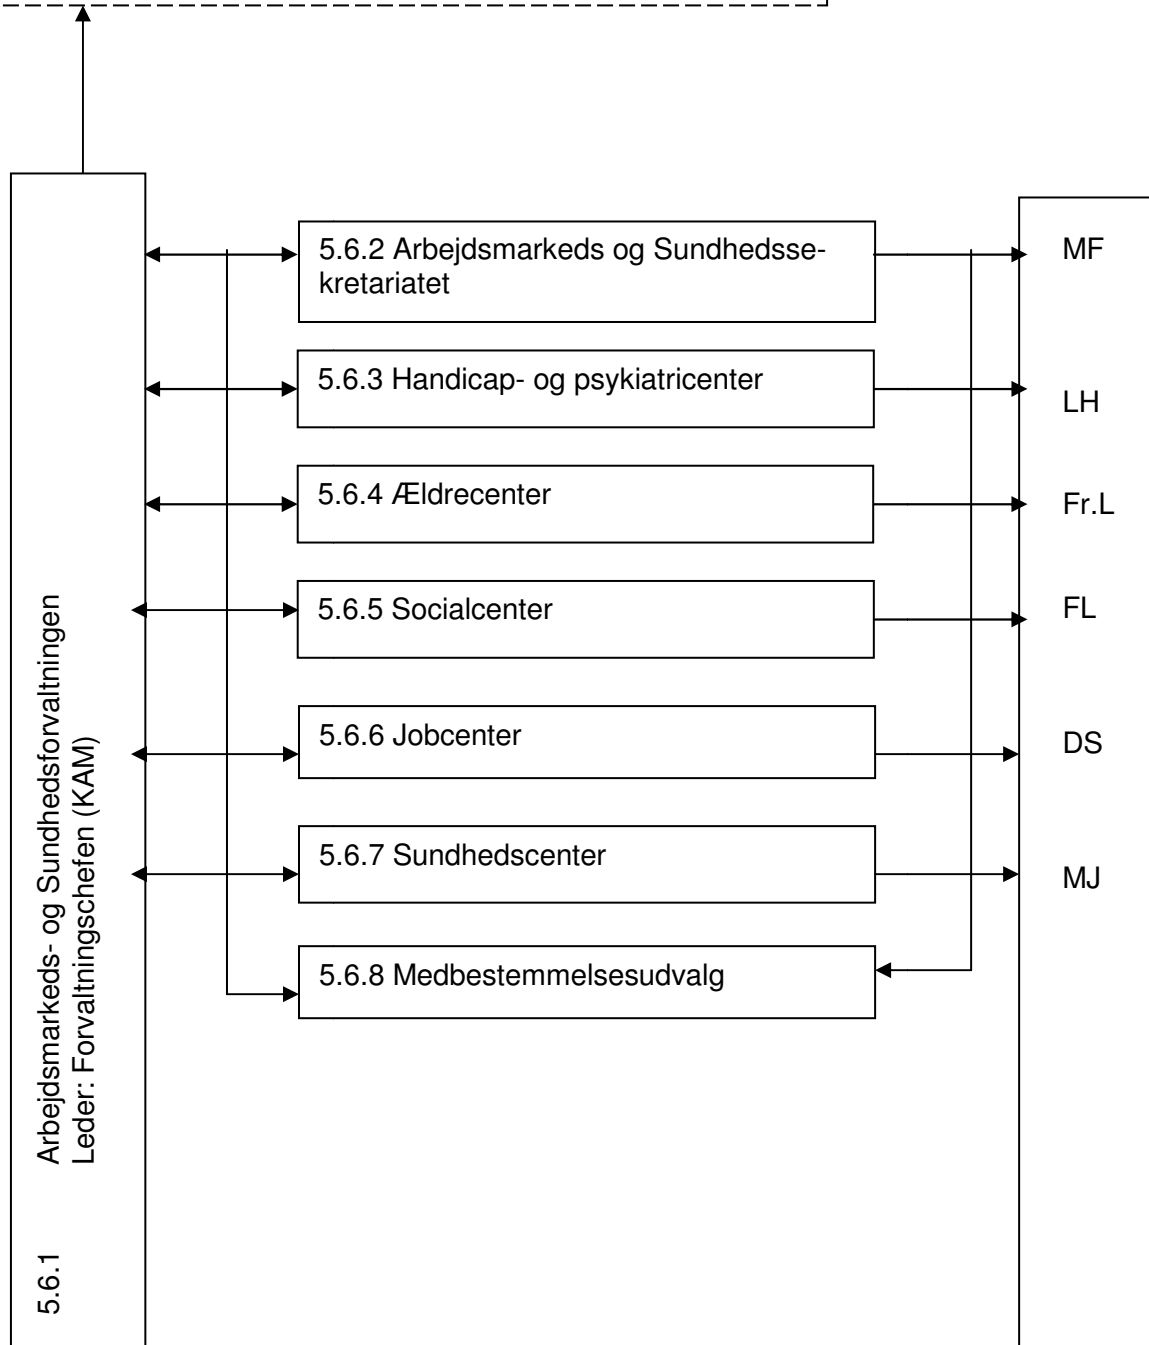 5.6.2 Arbejdsmarkeds og Sundhedsse-
kretariatet
MF
5.6.3 Handicap- og psykiatricenter
LH
5.6.4 Ældrecenter
Fr.L
5.6.5 Socialcenter
FL
5.6.6 Jobcenter
DS
5.6.7 Sundhedscenter
MJ
5.6.8 Medbestemmelsesudvalg
5.6.1 Arbejdsmarkeds- og Sundhedsforvaltningen
Leder: Forvaltningschefen (KAM)